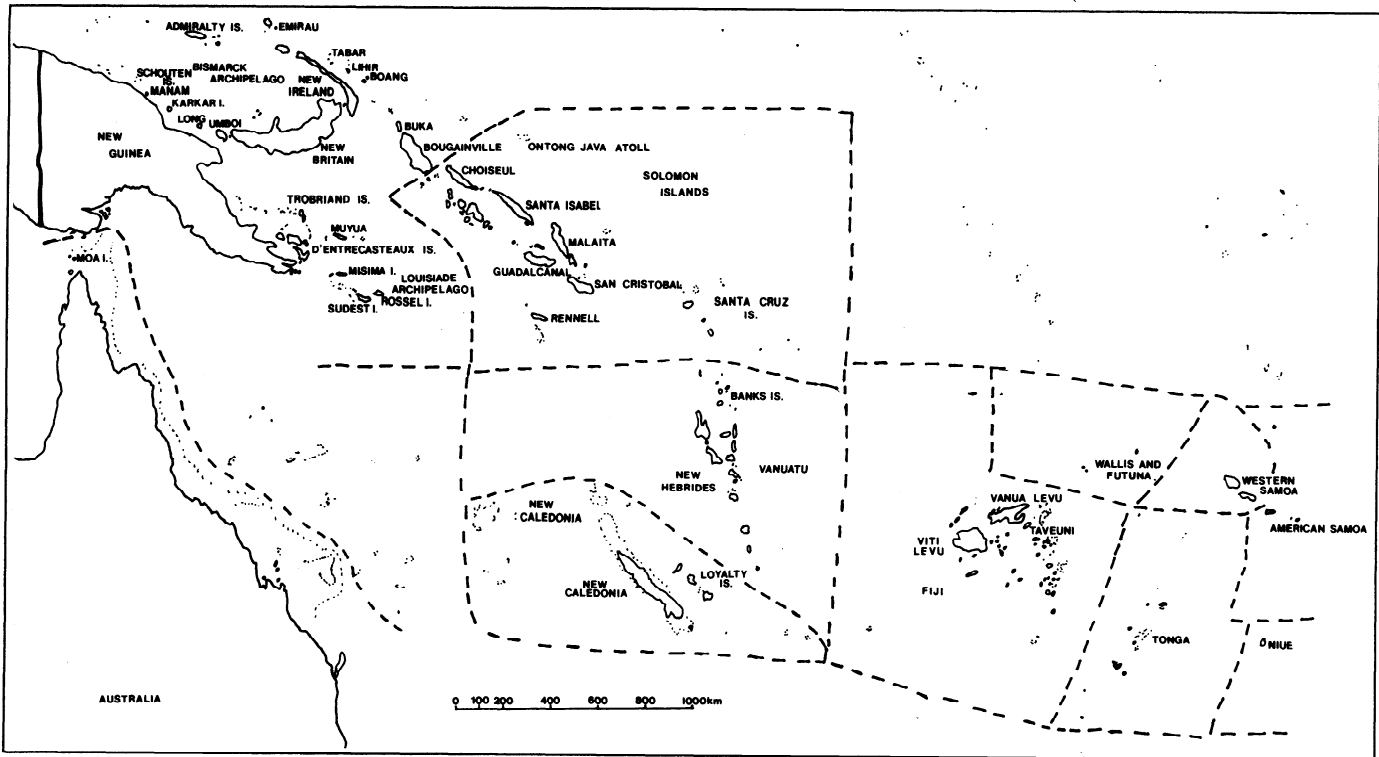 ADMIRALTY IS.
EMIRAU
TABAR
LIHIR
BOANG
SCHOUTEN
IS.
BISMARCK
ARCHIPELAGO
NEW
IRELAND
MANAM
KARKAR I.
LONG
UMBOI
NEW
GUINEA
NEW
BRITAIN
BUKA
BOUGAINVILLE
ONTONG JAVA ATOLL
CHOISEUL
SOLOMON
ISLANDS
TROBRIAND IS.
SANTA ISABEL
MUYUA
D'ENTRECASTEAUX IS.
MALAITA
MOA I.
MISIMA I.
LOUISIADE
ARCHIPELAGO
GUADALCANAL
SAN CRISTOBAL
ROSSEL I.
SUDEST I.
RENNELL
SANTA CRUZ
IS.
BANKS IS.
NEW
HEBRIDES
VANUATU
WALLIS AND
FUTUNA
WESTERN
SAMOA
NEW
CALEDONIA
VANUA LEVU
TAVEUNI
AMERICAN SAMOA
VITI
LEVU
LOYALTY
IS.
NEW
CALEDONIA
FIJI
TONGA
NIUE
AUSTRALIA
0 100 200 400 600 800 1000km